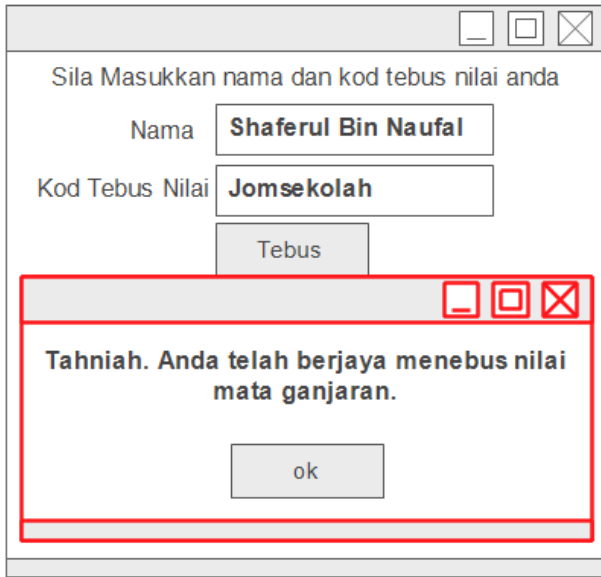 Sila Masukkan nama dan kod tebus nilai anda
Nama Shaferul Bin Naufal
Kod Tebus Nilai Jomsekolah
Tebus
Tahniah. Anda telah berjaya menebus nilai
mata ganjaran.
ok